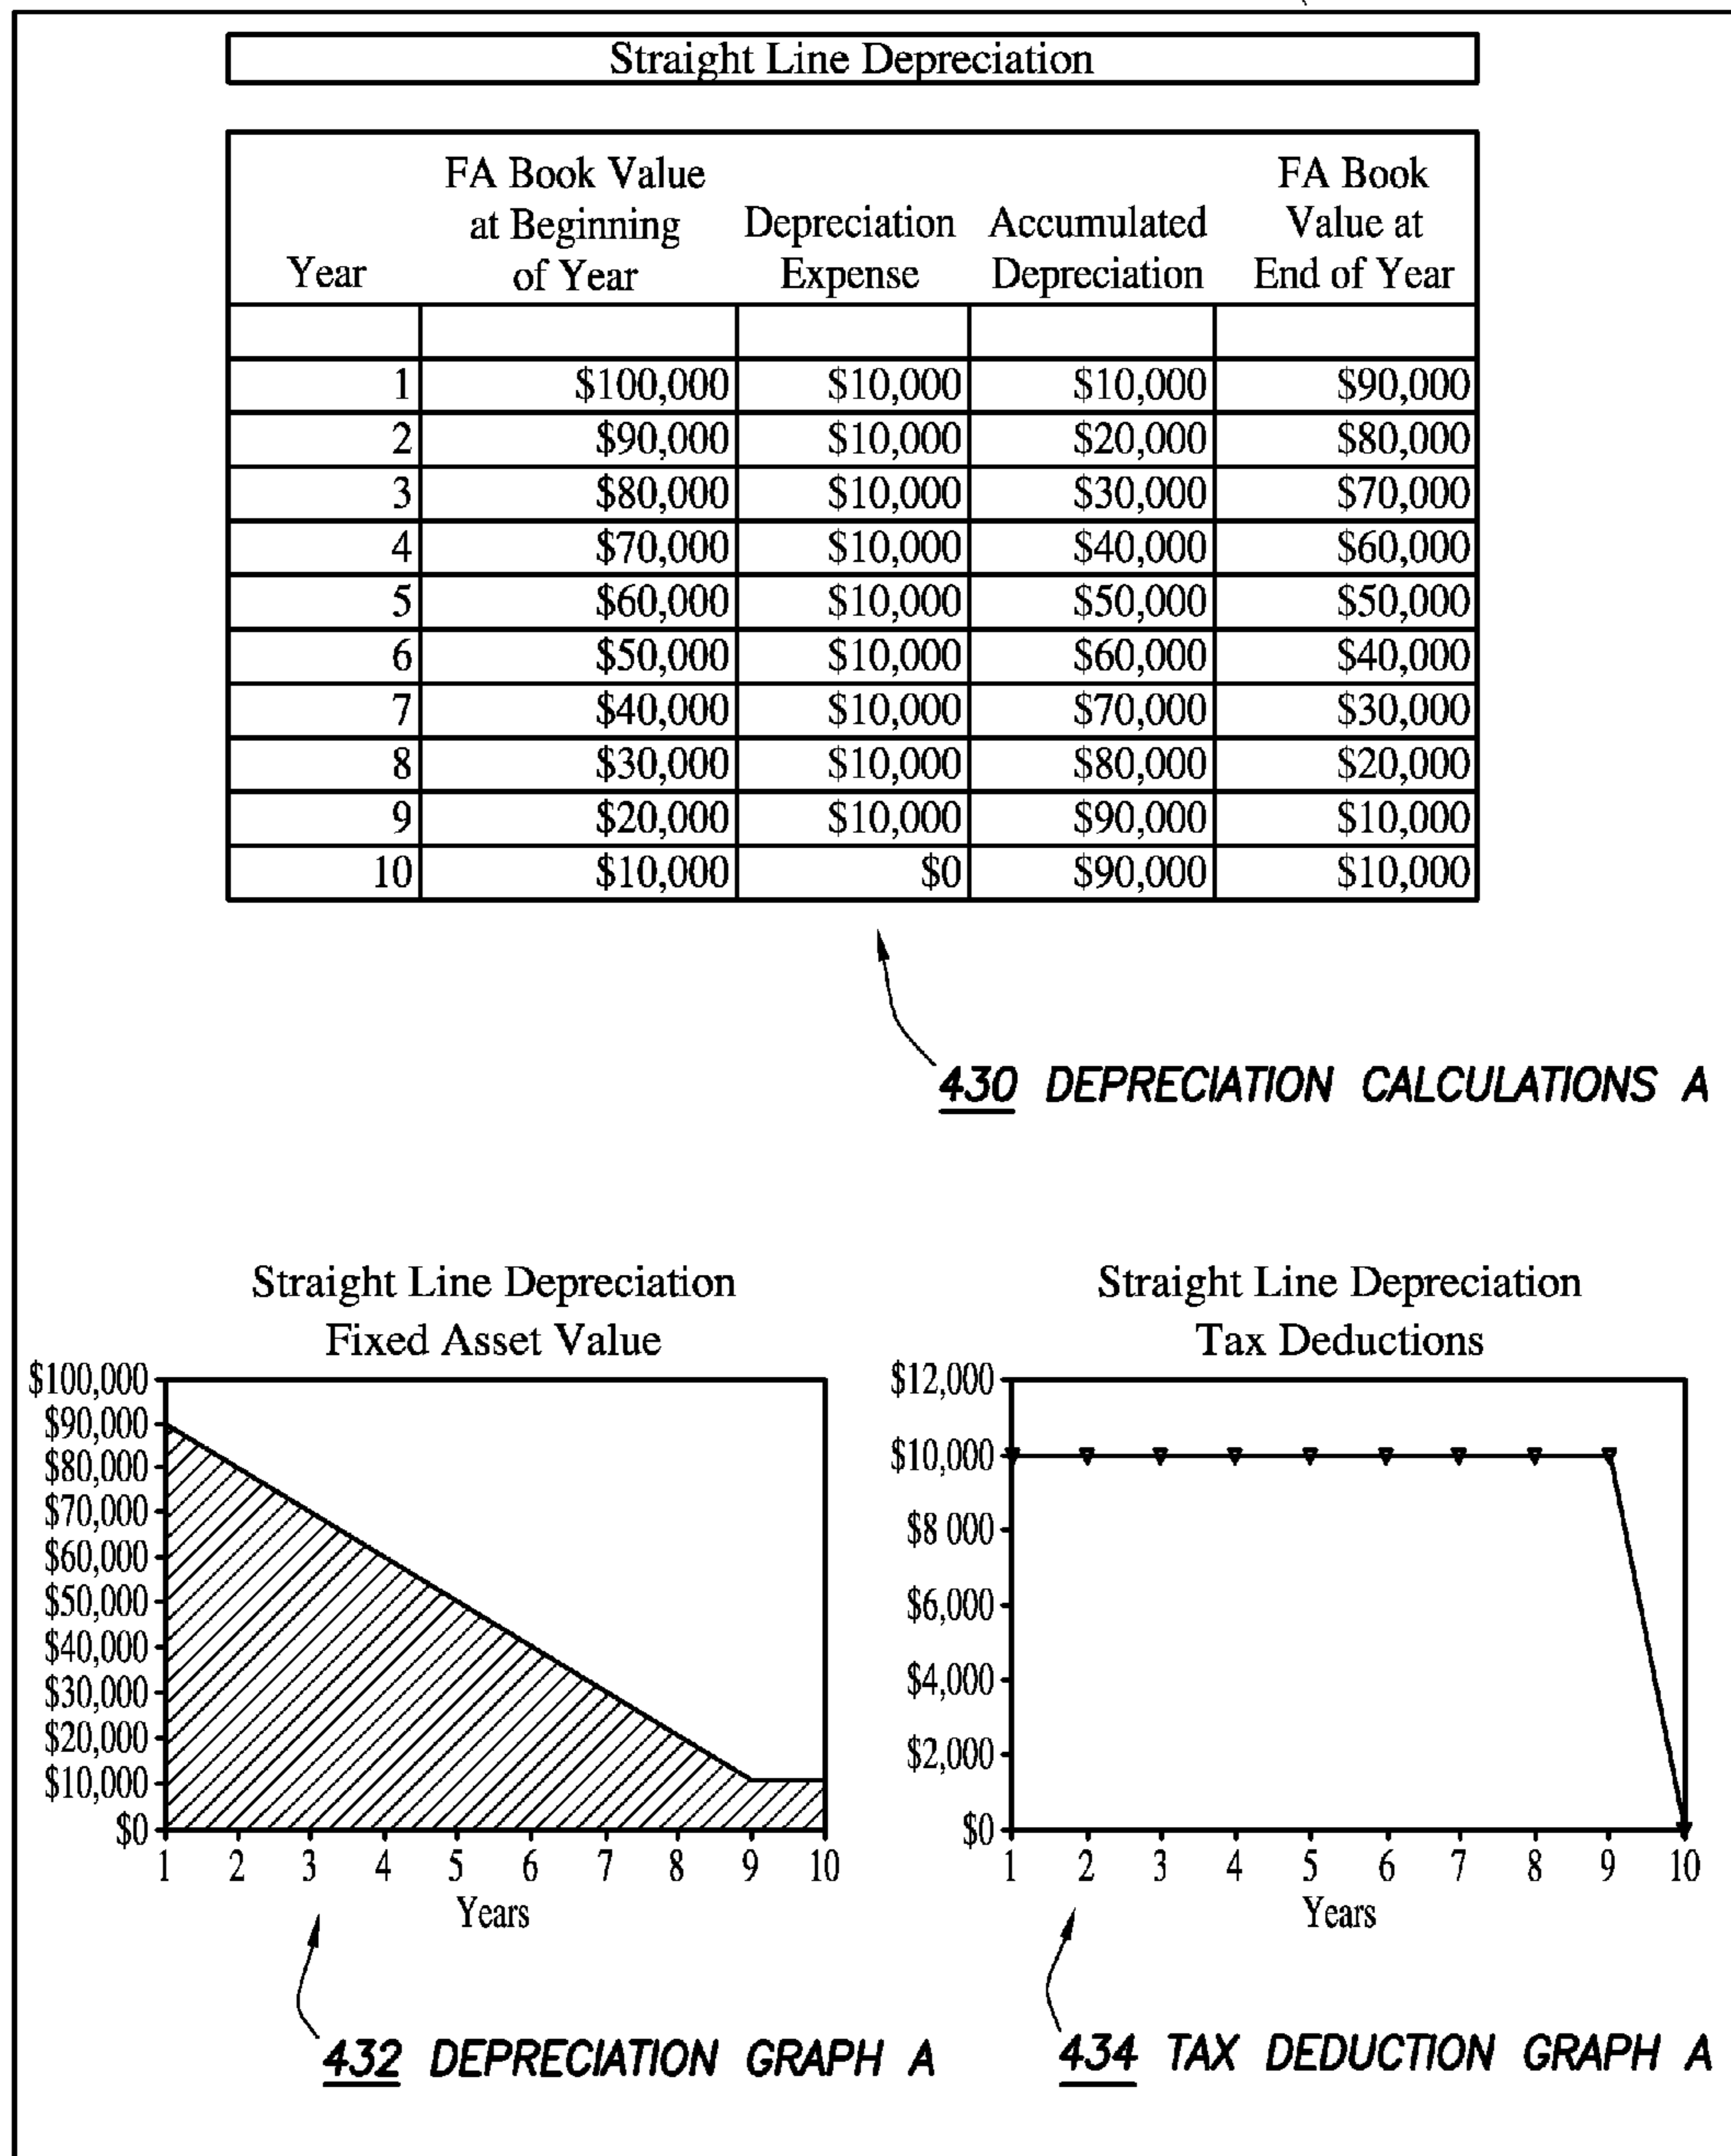 Straight Line Depreciation
Year FA Book Value at Beginning of Year Depreciation Expense Accumulated Depreciation FA Book Value at End of Year
1 $100,000 $10,000 $10,000 $90,000
2 $90,000 $10,000 $20,000 $80,000
3 $80,000 $10,000 $30,000 $70,000
4 $70,000 $10,000 $40,000 $60,000
5 $60,000 $10,000 $50,000 $50,000
6 $50,000 $10,000 $60,000 $40,000
7 $40,000 $10,000 $70,000 $30,000
8 $30,000 $10,000 $80,000 $20,000
9 $20,000 $10,000 $90,000 $10,000
10 $10,000 $0 $90,000 $10,000
430 DEPRECIATION CALCULATIONS A
Straight Line Depreciation
Fixed Asset Value
$100,000
$90,000
$80,000
$70,000
$60,000
$50,000
$40,000
$30,000
$20,000
$10,000
$0
1 2 3 4 5 6 7 8 9 10
Years
432 DEPRECIATION GRAPH A
Straight Line Depreciation
Tax Deductions
$12,000
$10,000
$8 000
$6,000
$4,000
$2,000
$0
1 2 3 4 5 6 7 8 9 10
Years
434 TAX DEDUCTION GRAPH A